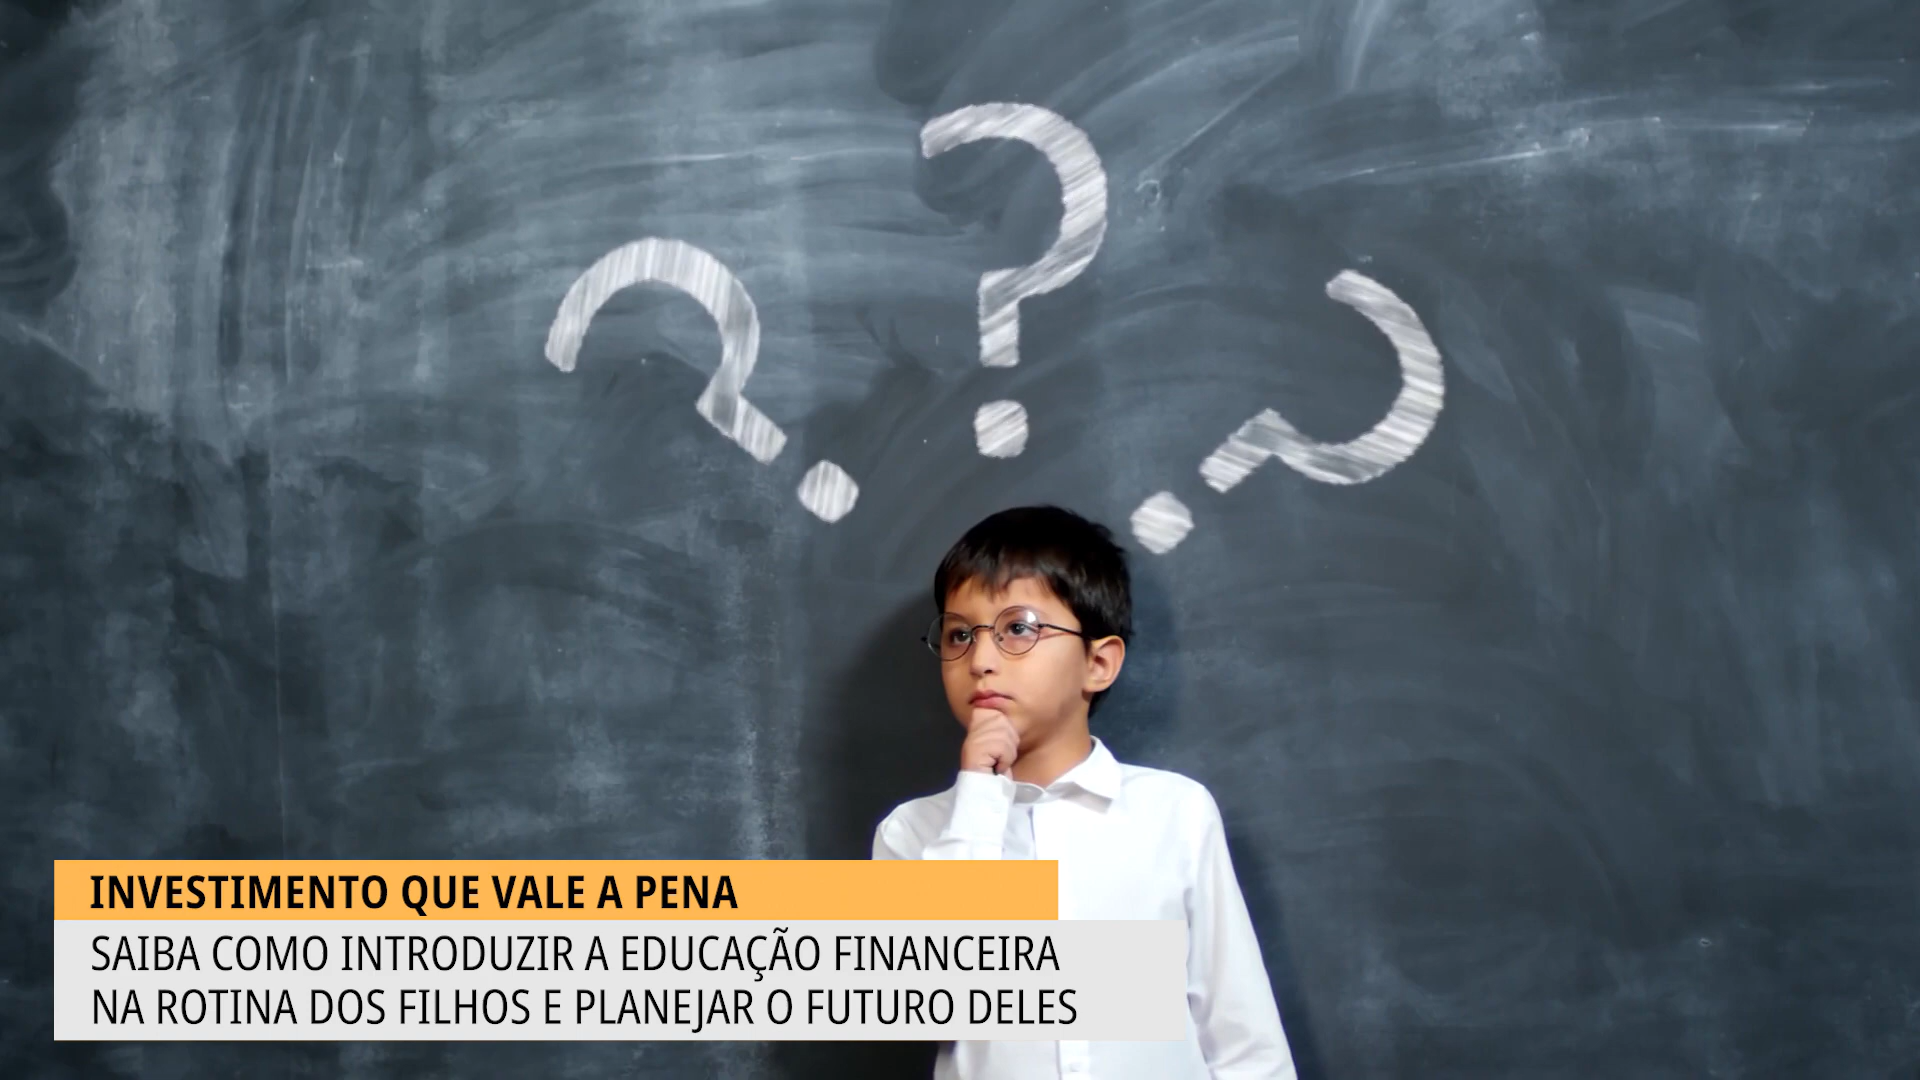 ?
?
?
INVESTIMENTO QUE VALE A PENA
SAIBA COMO INTRODUZIR A EDUCAÇÃO FINANCEIRA
NA ROTINA DOS FILHOS E PLANEJAR O FUTURO DELES